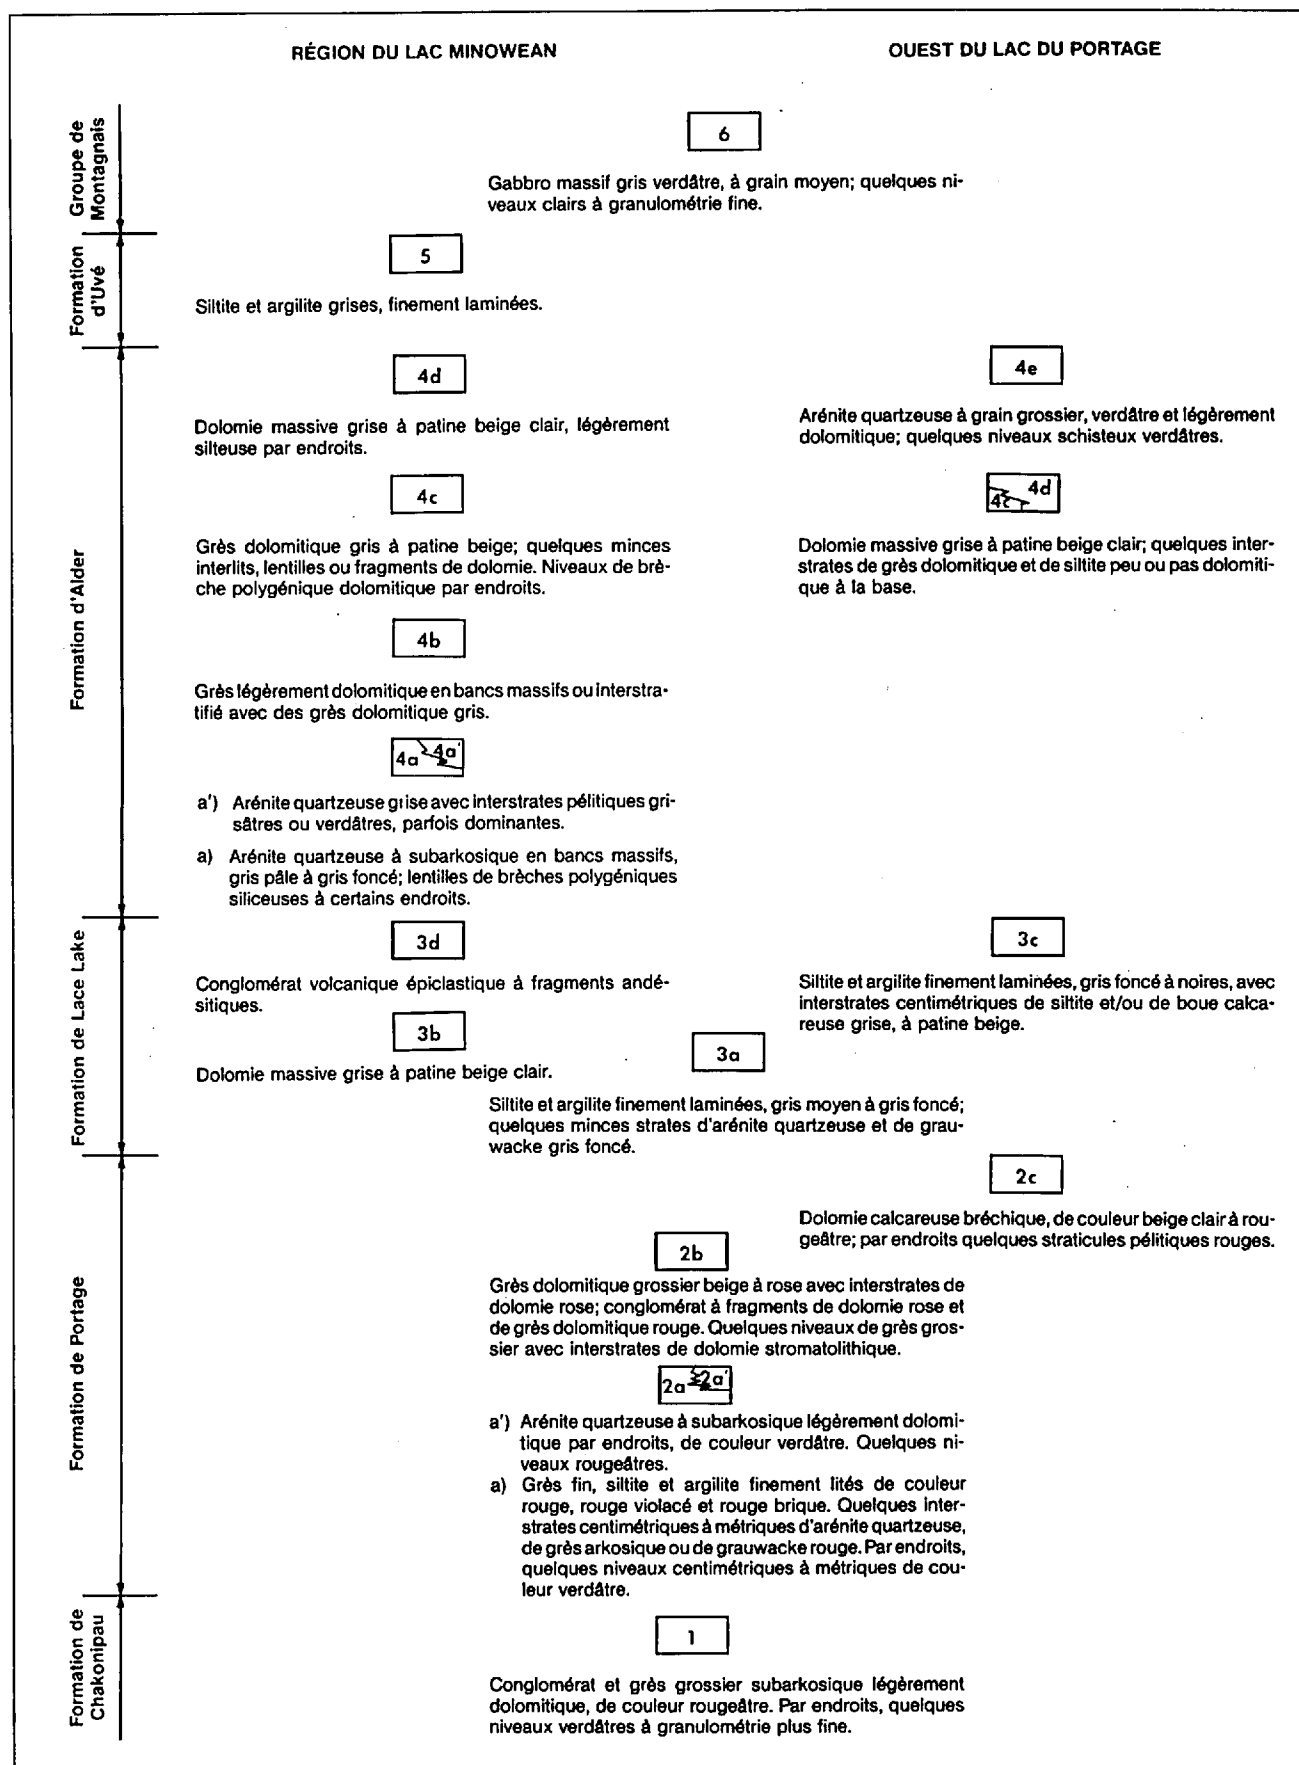 RÉGION DU LAC MINOWEAN
OUEST DU LAC DU PORTAGE
Groupe de
Montagnais
6
Gabbro massif gris verdâtre, à grain moyen; quelques ni-
veaux clairs à granulométrie fine.
Formation
d'Uvé
5
Siltite et argilite grises, finement laminées.
Formation d'Alder
4d
Dolomie massive grise à patine beige clair, légèrement
silteuse par endroits.
4e
Arénite quartzeuse à grain grossier, verdâtre et légèrement
dolomitique; quelques niveaux schisteux verdâtres.
4c
Grès dolomitique gris à patine beige; quelques minces
interlits, lentilles ou fragments de dolomie. Niveaux de brè-
che polygénique dolomitique par endroits.
4c 4d
Dolomie massive grise à patine beige clair; quelques inter-
strates de grès dolomitique et de siltite peu ou pas dolomiti-
que à la base.
4b
Grès légèrement dolomitique en bancs massifs ou interstra-
tifié avec des grès dolomitique gris.
4a 4a'
a') Arénite quartzeuse grise avec interstrates pélitiques gri-
sâtres ou verdâtres, parfois dominantes.
a) Arénite quartzeuse à subarkosique en bancs massifs,
gris pâle à gris foncé; lentilles de brèches polygéniques
siliceuses à certains endroits.
Formation de Lace Lake
3d
Conglomérat volcanique épiclastique à fragments andé-
sitiques.
3c
Siltite et argilite finement laminées, gris foncé à noires, avec
interstrates centimétriques de siltite et/ou de boue calca-
reuse grise, à patine beige.
3b
Dolomie massive grise à patine beige clair.
3a
Siltite et argilite finement laminées, gris moyen à gris foncé;
quelques minces strates d'arénite quartzeuse et de grau-
wacke gris foncé.
Formation de Portage
2c
Dolomie calcareuse bréchique, de couleur beige clair à rou-
geâtre; par endroits quelques straticules pélitiques rouges.
2b
Grès dolomitique grossier beige à rose avec interstrates de
dolomie rose; conglomérat à fragments de dolomie rose et
de grès dolomitique rouge. Quelques niveaux de grès gros-
sier avec interstrates de dolomie stromatolithique.
2a 2a'
a') Arénite quartzeuse à subarkosique légèrement dolomi-
tique par endroits, de couleur verdâtre. Quelques ni-
veaux rougeâtres.
a) Grès fin, siltite et argilite finement lités de couleur
rouge, rouge violacé et rouge brique. Quelques inter-
strates centimétriques à métriques d'arénite quartzeuse,
de grès arkosique ou de grauwacke rouge. Par endroits,
quelques niveaux centimétriques à métriques de cou-
leur verdâtre.
Formation de
Chakonipau
1
Conglomérat et grès grossier subarkosique légèrement
dolomitique, de couleur rougeâtre. Par endroits, quelques
niveaux verdâtres à granulométrie plus fine.